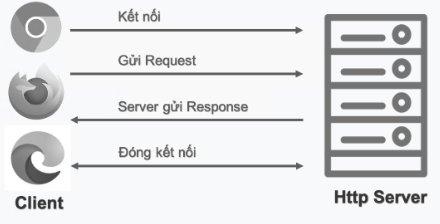 Kết nối
Gửi Request
Server gửi Response
Đóng kết nối
Client
Http Server